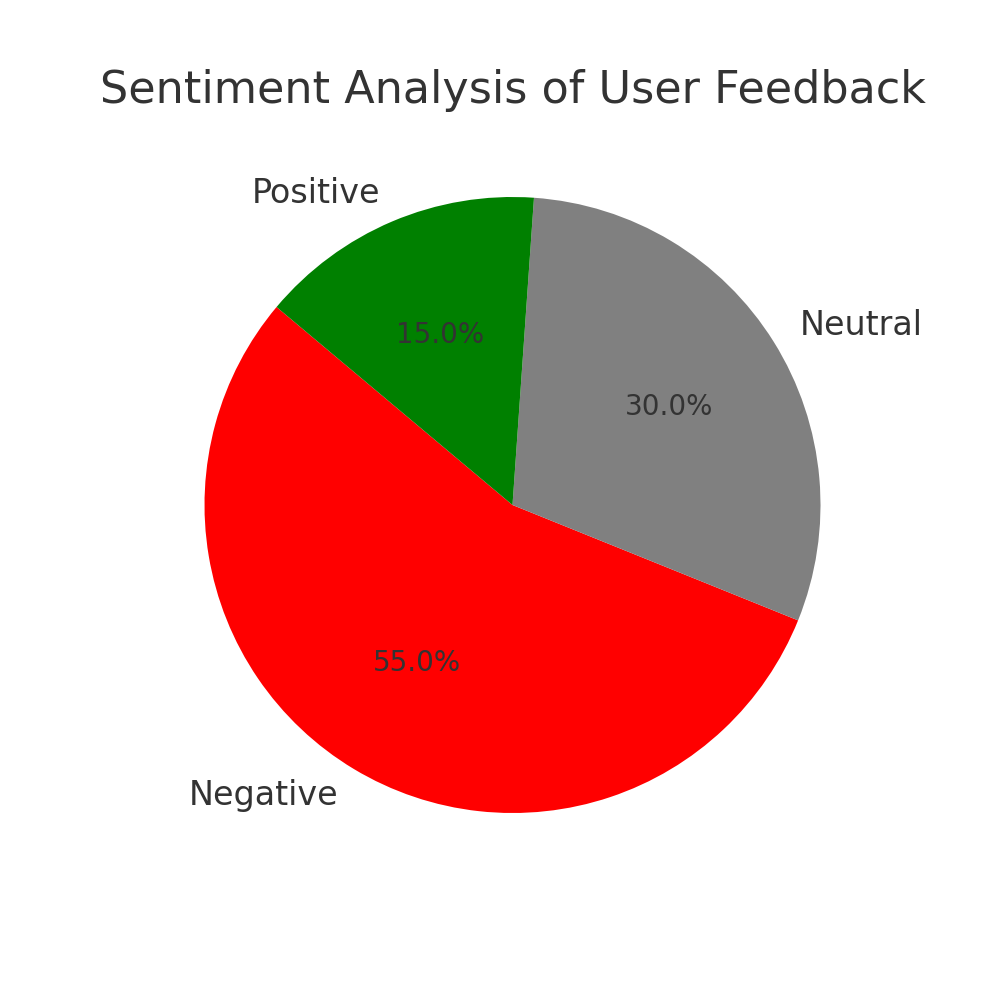 Sentiment Analysis of User Feedback
Positive
Neutral
15.0%
30.0%
55.0%
Negative